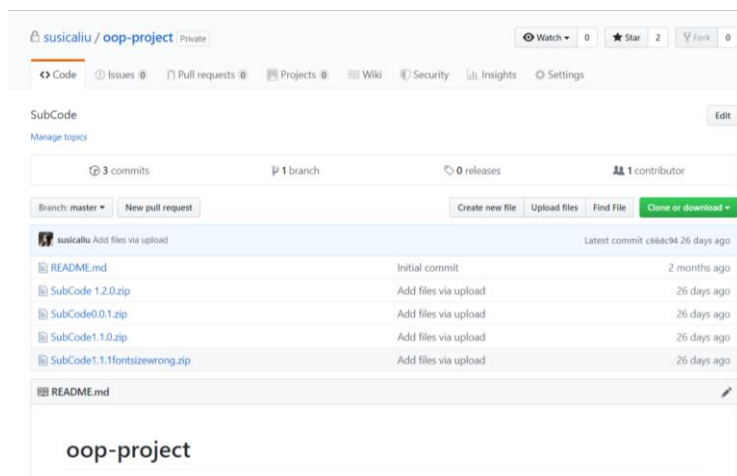 susicaliu / oop-project Private Watch 0 Star 2 Fork 0
Code Issues 0 Pull requests 0 Projects 0 Wiki Security Insights Settings
SubCode Edit
Manage topics
3 commits 1 branch 0 releases 1 contributor
Branch: master New pull request Create new file Upload files Find File Clone or download
susicaliu Add files via upload Latest commit c66dc94 26 days ago
README.md Initial commit 2 months ago
SubCode 1.2.0.zip Add files via upload 26 days ago
SubCode0.0.1.zip Add files via upload 26 days ago
SubCode1.1.0.zip Add files via upload 26 days ago
SubCode1.1.1fontsizewrong.zip Add files via upload 26 days ago
README.md
oop-project